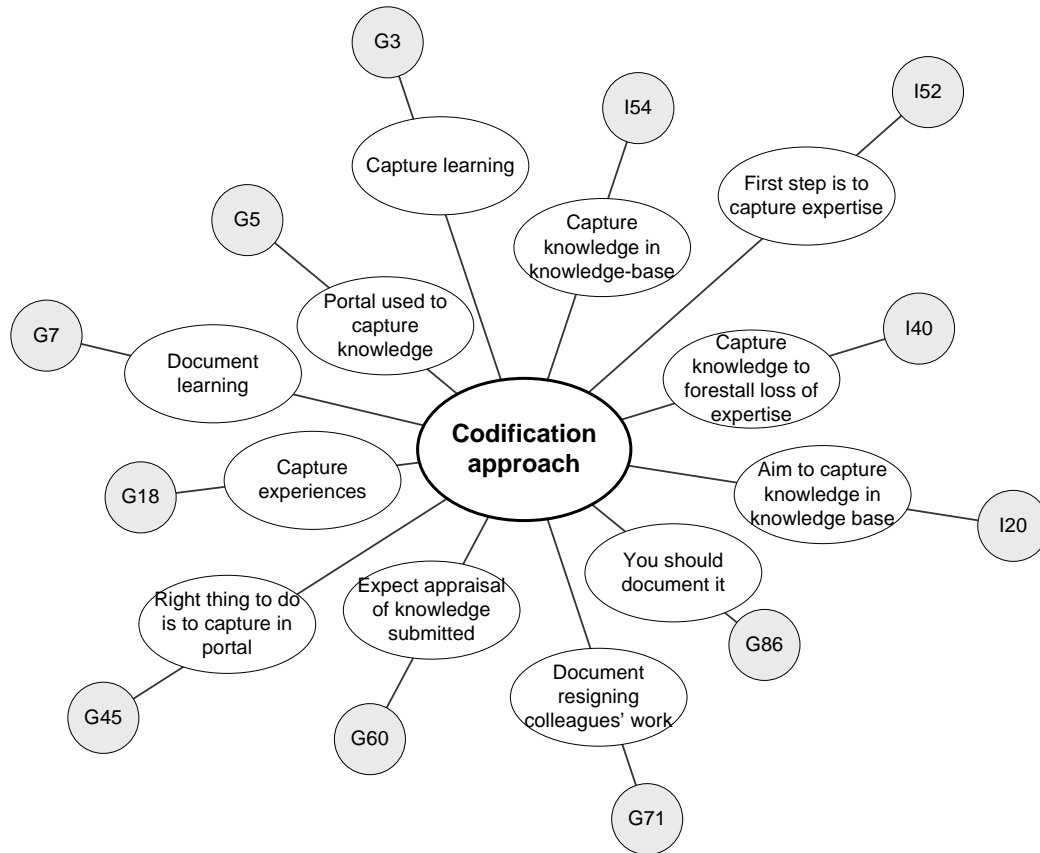 G3
I54
I52
Capture learning
First step is to
capture expertise
G5
Capture
knowledge in
knowledge-base
Portal used to
capture
knowledge
G7
I40
Document
learning
Capture
knowledge to
forestall loss of
expertise
Codification
approach
Capture
experiences
G18
Aim to capture
knowledge in
knowledge base
I20
You should
document it
Right thing to do
is to capture in
portal
Expect appraisal
of knowledge
submitted
G86
Document
resigning
colleagues’ work
G45
G60
G71